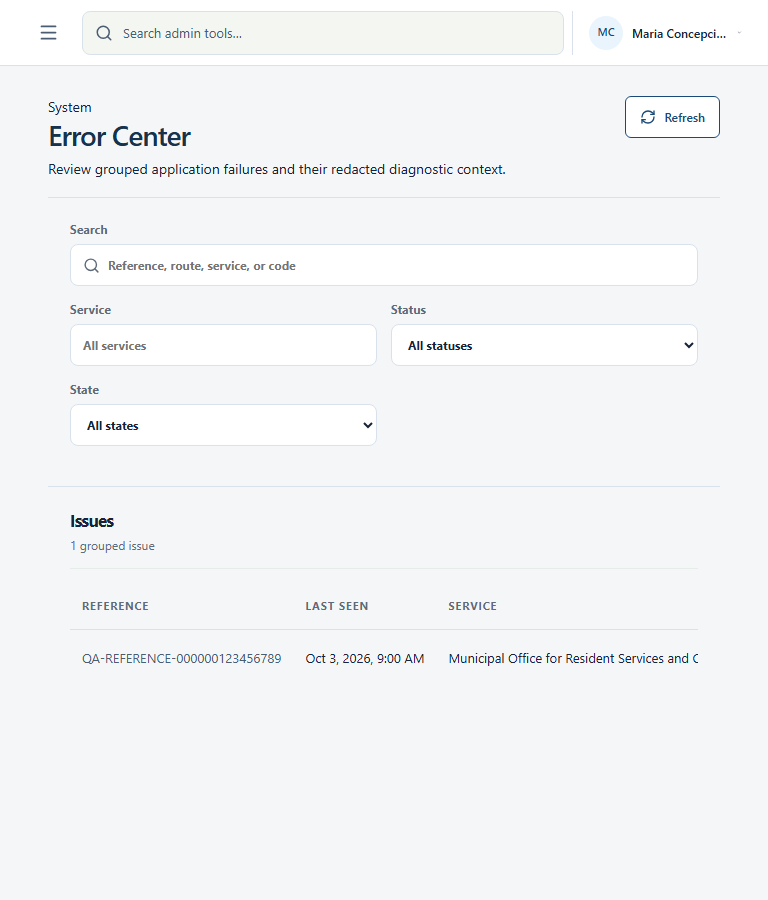 Search admin tools...
MC
Maria Concepci...
System
Error Center
Refresh
Review grouped application failures and their redacted diagnostic context.
Search
Reference, route, service, or code
Service
Status
All services
All statuses
State
All states
Issues
1 grouped issue
REFERENCE LAST SEEN SERVICE
QA-REFERENCE-000000123456789 Oct 3, 2026, 9:00 AM Municipal Office for Resident Services and